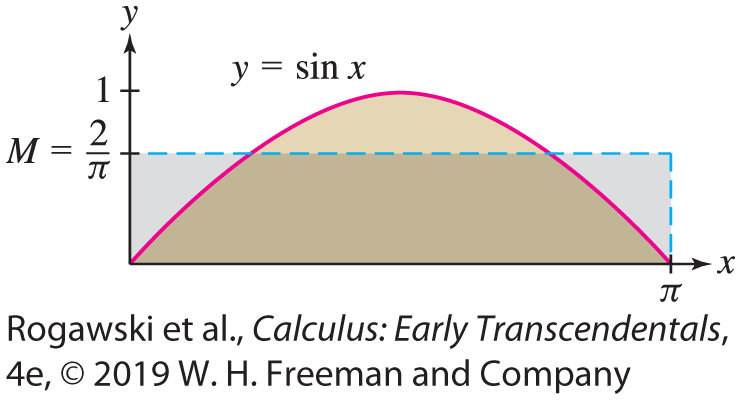 y
y = sin x
1
M = 2/π
x
π
Rogawski et al., Calculus: Early Transcendentals,
4e, © 2019 W. H. Freeman and Company